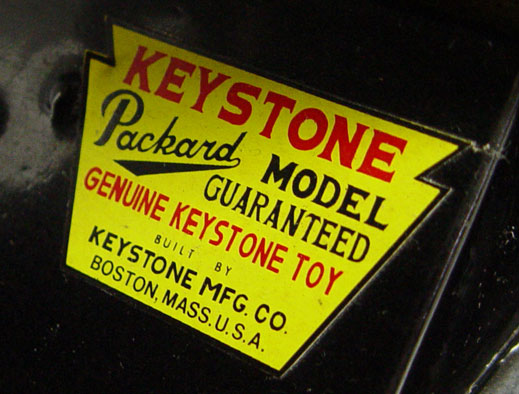 KEYSTONE
Packard MODEL
GUARANTEED
GENUINE KEYSTONE TOY
BUILT BY
KEYSTONE MFG. CO.
BOSTON, MASS. U.S.A.